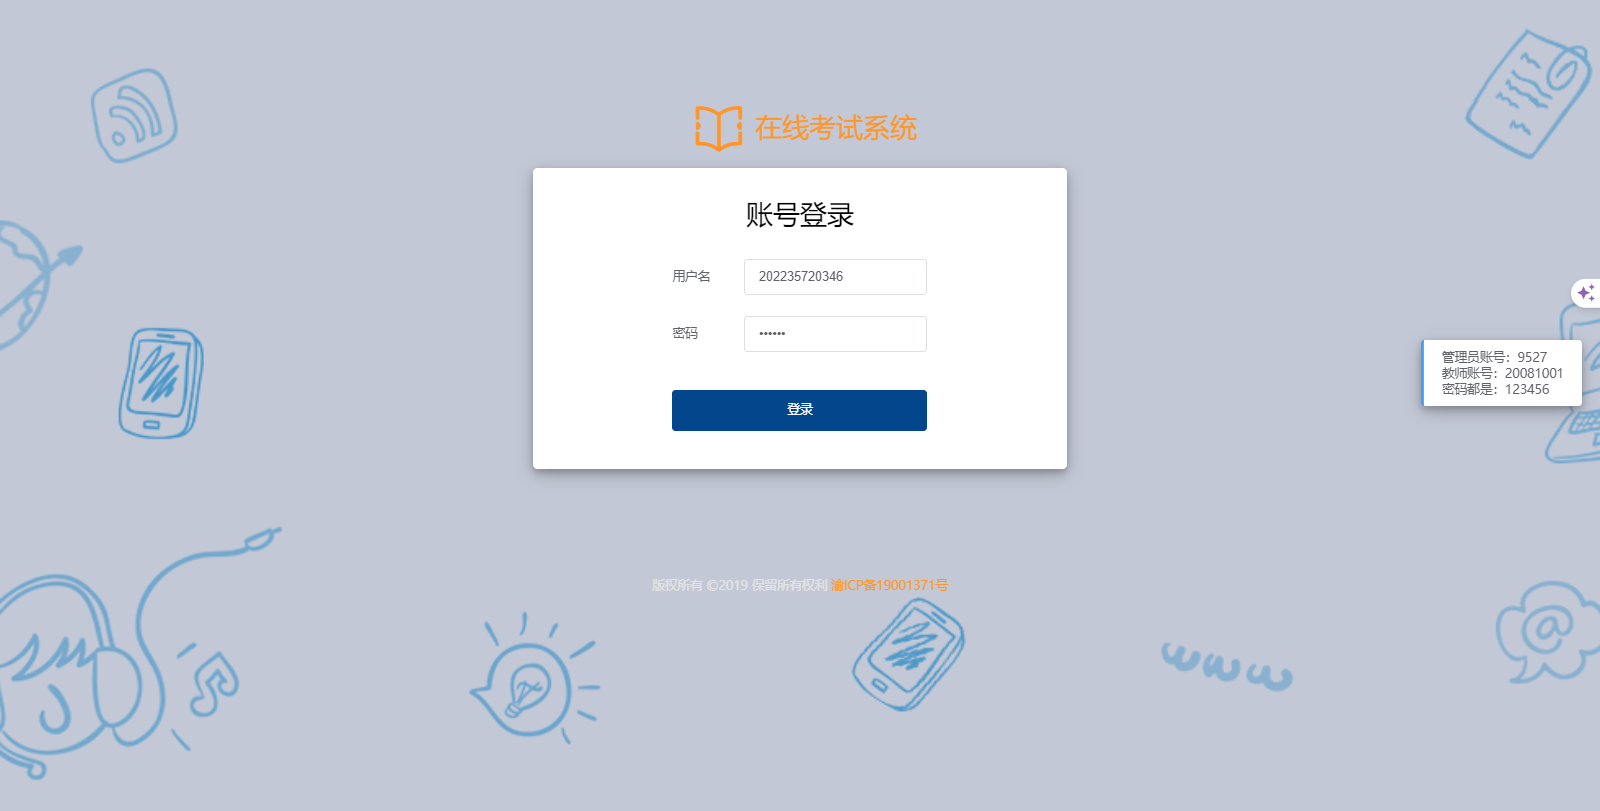 在线考试系统
账号登录
用户名
202235720346
密码
••••••
登录
管理员账号：9527
教师账号：20081001
密码都是：123456
版权所有 ©2019 保留所有权利 渝ICP备19001371号
www
@